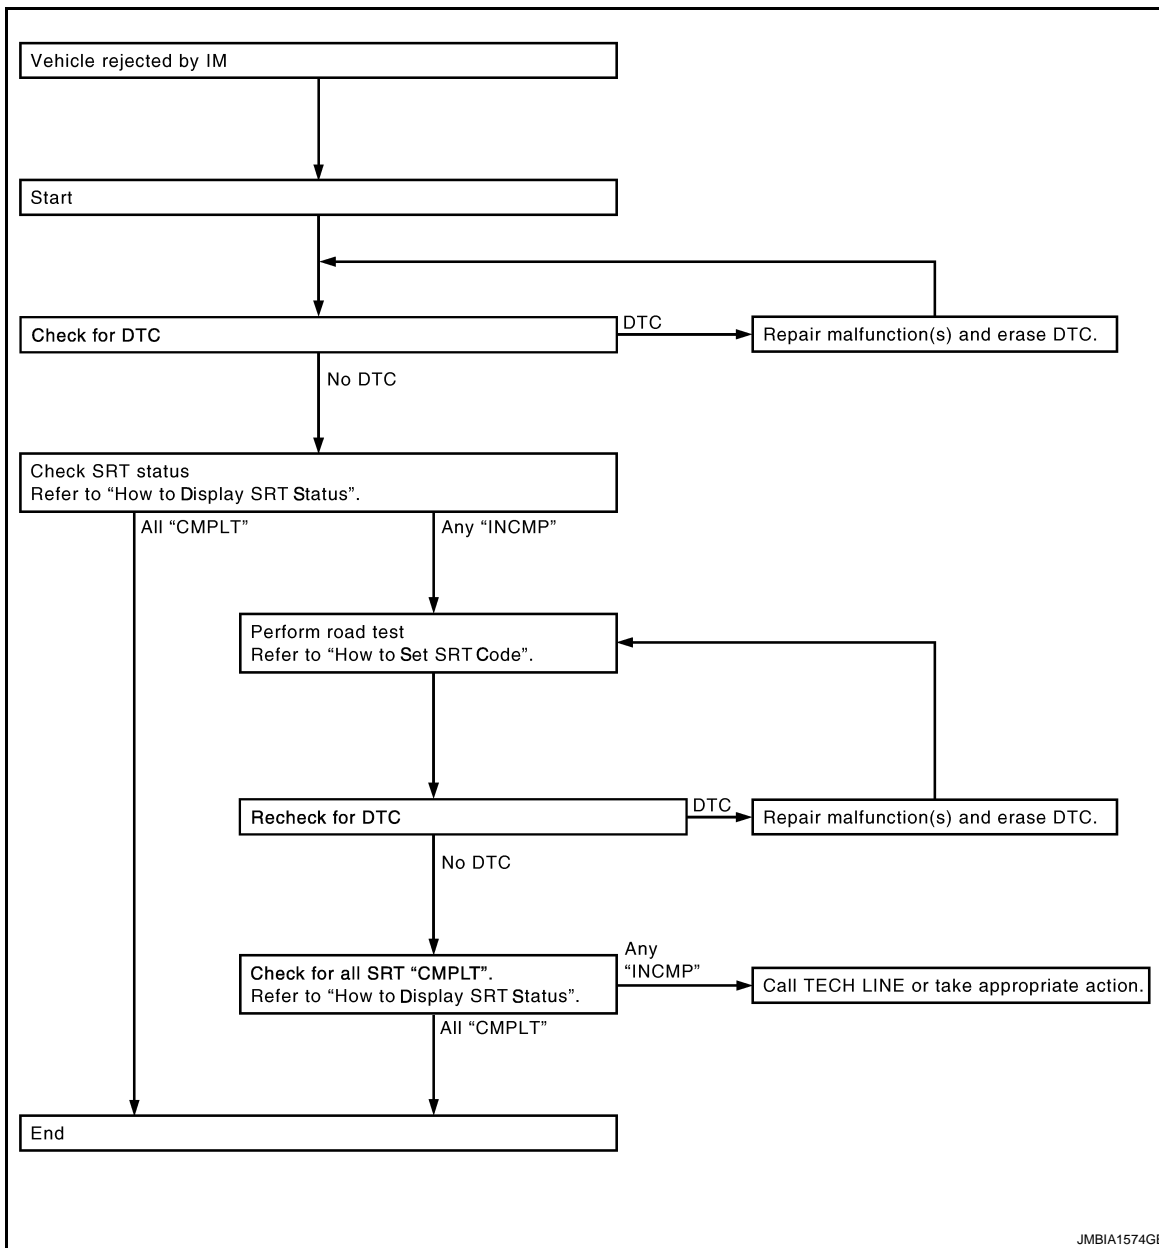 Vehicle rejected by IM
Start
Check for DTC
DTC
Repair malfunction(s) and erase DTC.
No DTC
Check SRT status
Refer to “How to Display SRT Status”.
All “CMPLT”
Any “INCMP”
Perform road test
Refer to “How to Set SRT Code”.
Recheck for DTC
DTC
Repair malfunction(s) and erase DTC.
No DTC
Check for all SRT “CMPLT”.
Refer to “How to Display SRT Status”.
Any
“INCMP”
Call TECH LINE or take appropriate action.
All “CMPLT”
End
JMBIA1574GB